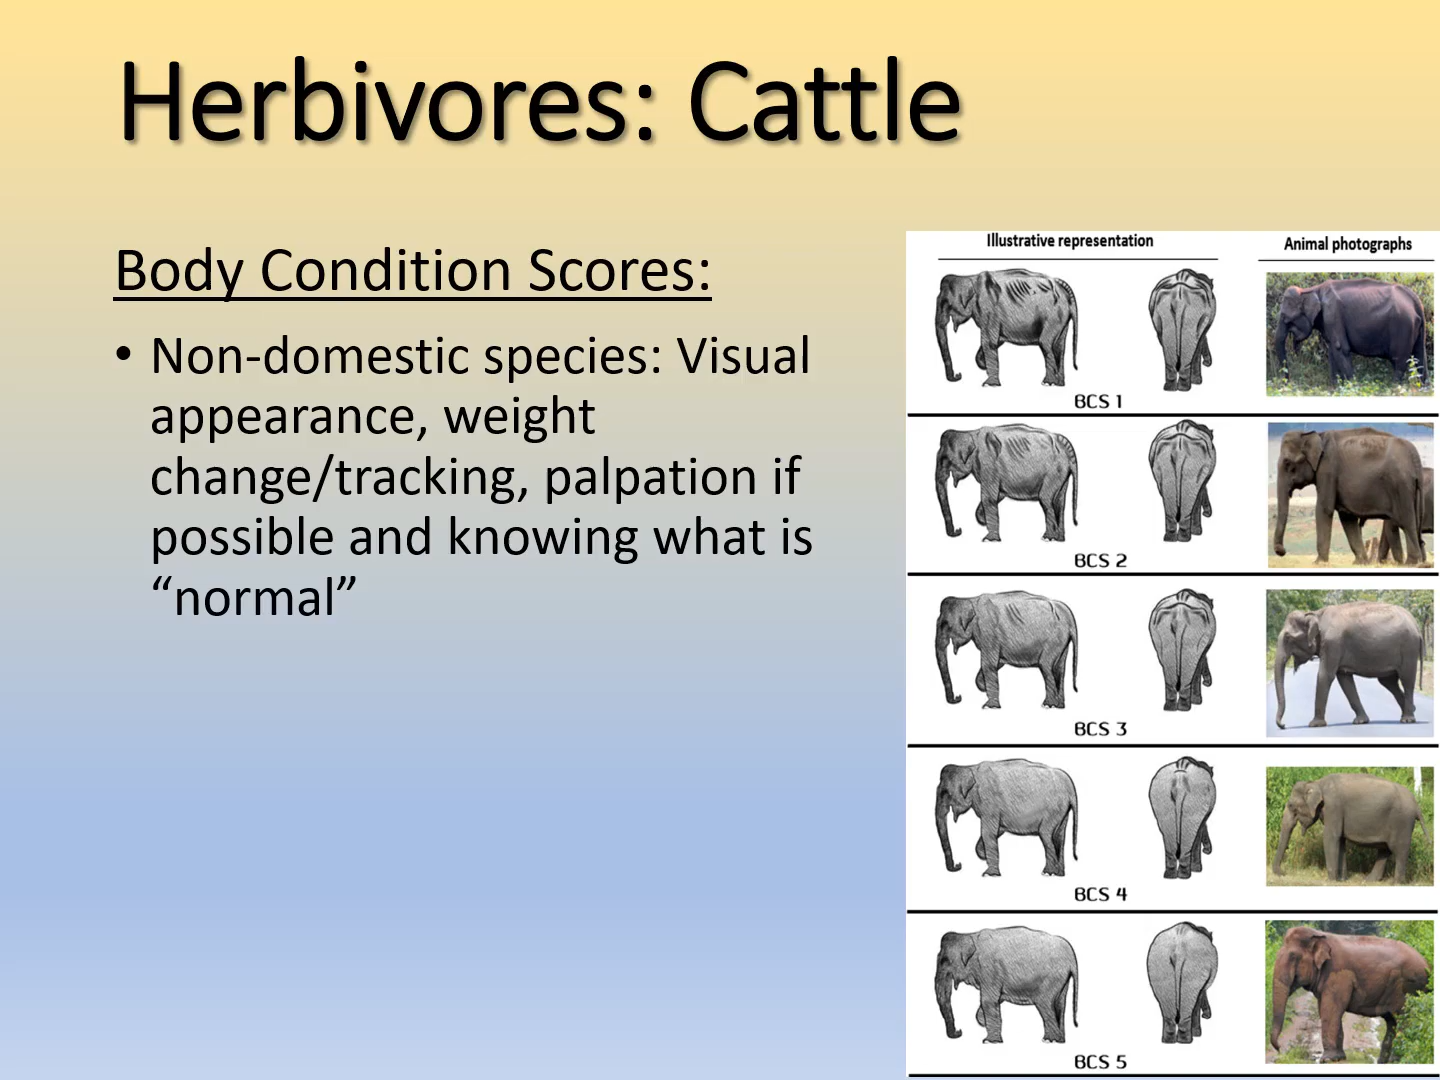 Herbivores: Cattle
Body Condition Scores:
• Non-domestic species: Visual
appearance, weight
change/tracking, palpation if
possible and knowing what is
“normal”
Illustrative representation
Animal photographs
BCS 1
BCS 2
BCS 3
BCS 4
BCS 5